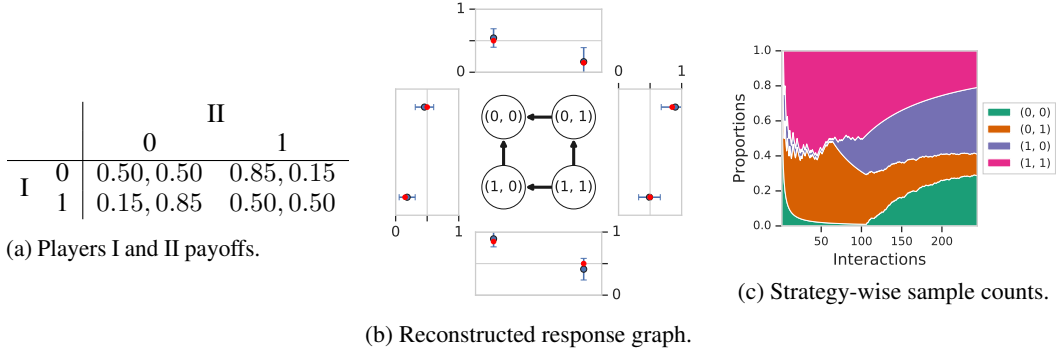 II
0 1
I 0 0.50, 0.50 0.85, 0.15
1 0.15, 0.85 0.50, 0.50
(a) Players I and II payoffs.
1
0
0 1
(0, 0) (0, 1)
(1, 0) (1, 1)
0 1
1
0
(b) Reconstructed response graph.
1.0
0.8
0.6
0.4
0.2
0.0
Proportions
50 100 150 200
Interactions
(0, 0)
(0, 1)
(1, 0)
(1, 1)
(c) Strategy-wise sample counts.